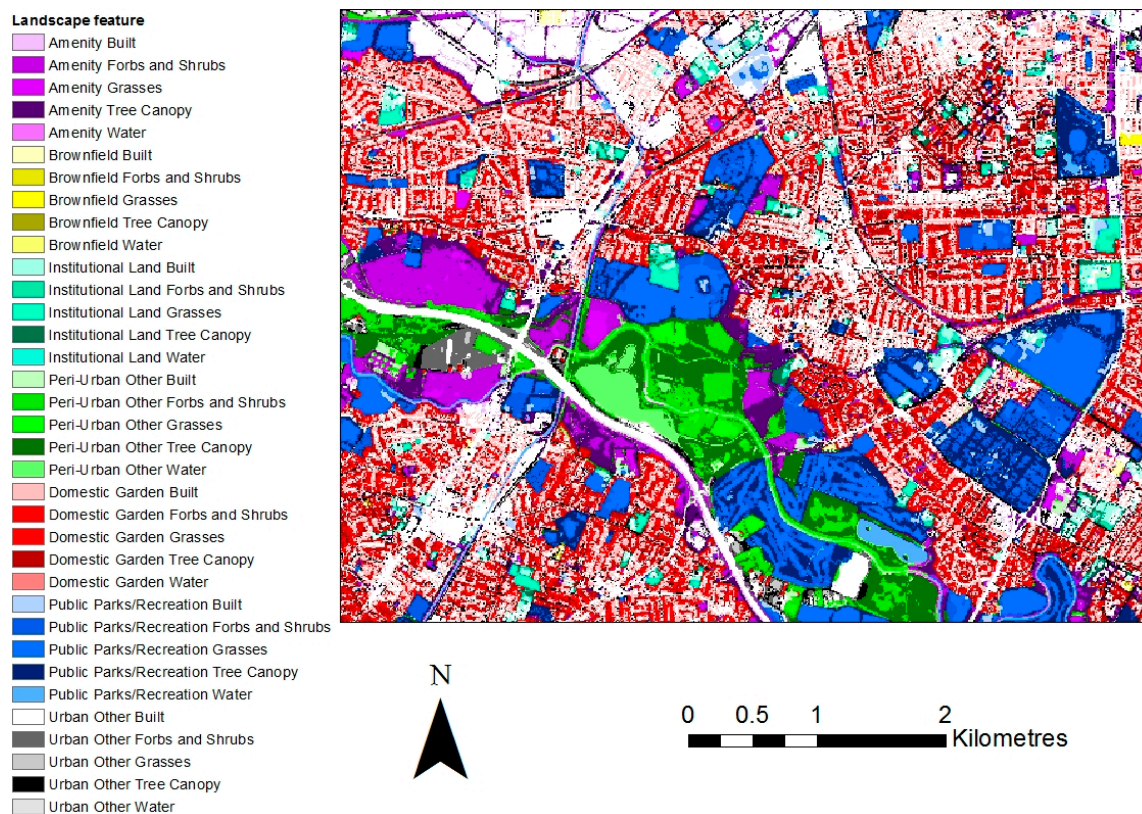 Landscape feature
Amenity Built
Amenity Forbs and Shrubs
Amenity Grasses
Amenity Tree Canopy
Amenity Water
Brownfield Built
Brownfield Forbs and Shrubs
Brownfield Grasses
Brownfield Tree Canopy
Brownfield Water
Institutional Land Built
Institutional Land Forbs and Shrubs
Institutional Land Grasses
Institutional Land Tree Canopy
Institutional Land Water
Peri-Urban Other Built
Peri-Urban Other Forbs and Shrubs
Peri-Urban Other Grasses
Peri-Urban Other Tree Canopy
Peri-Urban Other Water
Domestic Garden Built
Domestic Garden Forbs and Shrubs
Domestic Garden Grasses
Domestic Garden Tree Canopy
Domestic Garden Water
Public Parks/Recreation Built
Public Parks/Recreation Forbs and Shrubs
Public Parks/Recreation Grasses
Public Parks/Recreation Tree Canopy
Public Parks/Recreation Water
Urban Other Built
Urban Other Forbs and Shrubs
Urban Other Grasses
Urban Other Tree Canopy
Urban Other Water
N
0 0.5 1 2
Kilometres